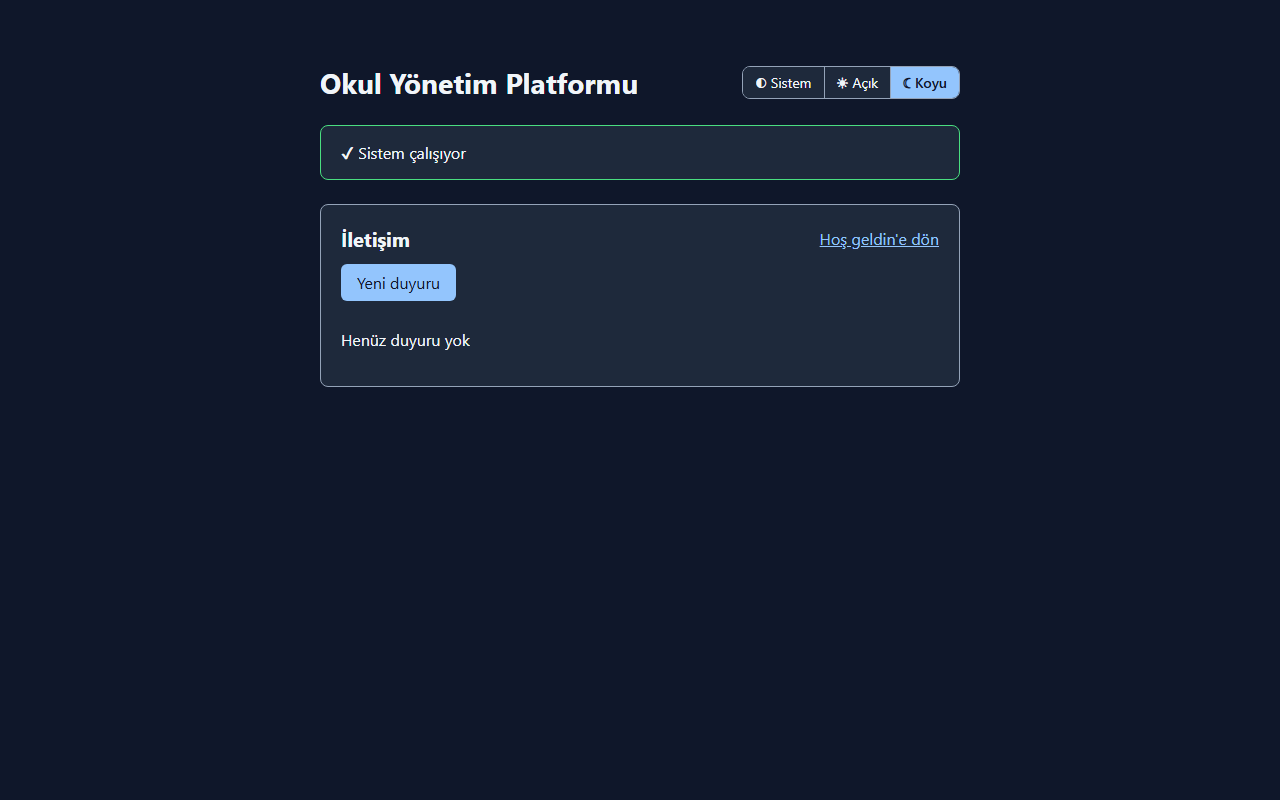 Okul Yönetim Platformu
◐ Sistem ☀ Açık ☾ Koyu
✔ Sistem çalışıyor
İletişim
Hoş geldin'e dön
Yeni duyuru
Henüz duyuru yok